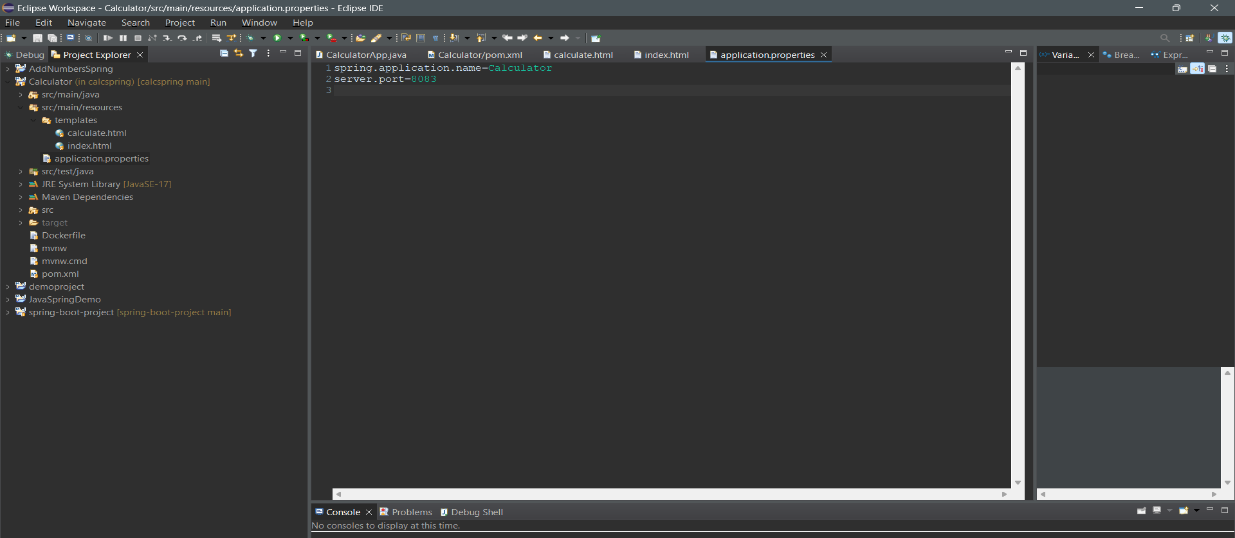 Eclipse Workspace - Calculator/src/main/resources/application.properties - Eclipse IDE
File Edit Navigate Search Project Run Window Help
Debug Project Explorer
AddNumbersSpring
Calculator (in calcspring) [calcspring main]
src/main/java
src/main/resources
templates
calculate.html
index.html
application.properties
src/test/java
JRE System Library [JavaSE-17]
Maven Dependencies
src
target
Dockerfile
mvnw
mvnw.cmd
pom.xml
demoproject
JavaSpringDemo
spring-boot-project [spring-boot-project main]
CalculatorApp.java Calculator/pom.xml calculate.html index.html application.properties
1 spring.application.name=Calculator
2 server.port=8083
3
Vana... Brea... Expr...
Console Problems Debug Shell
No consoles to display at this time.